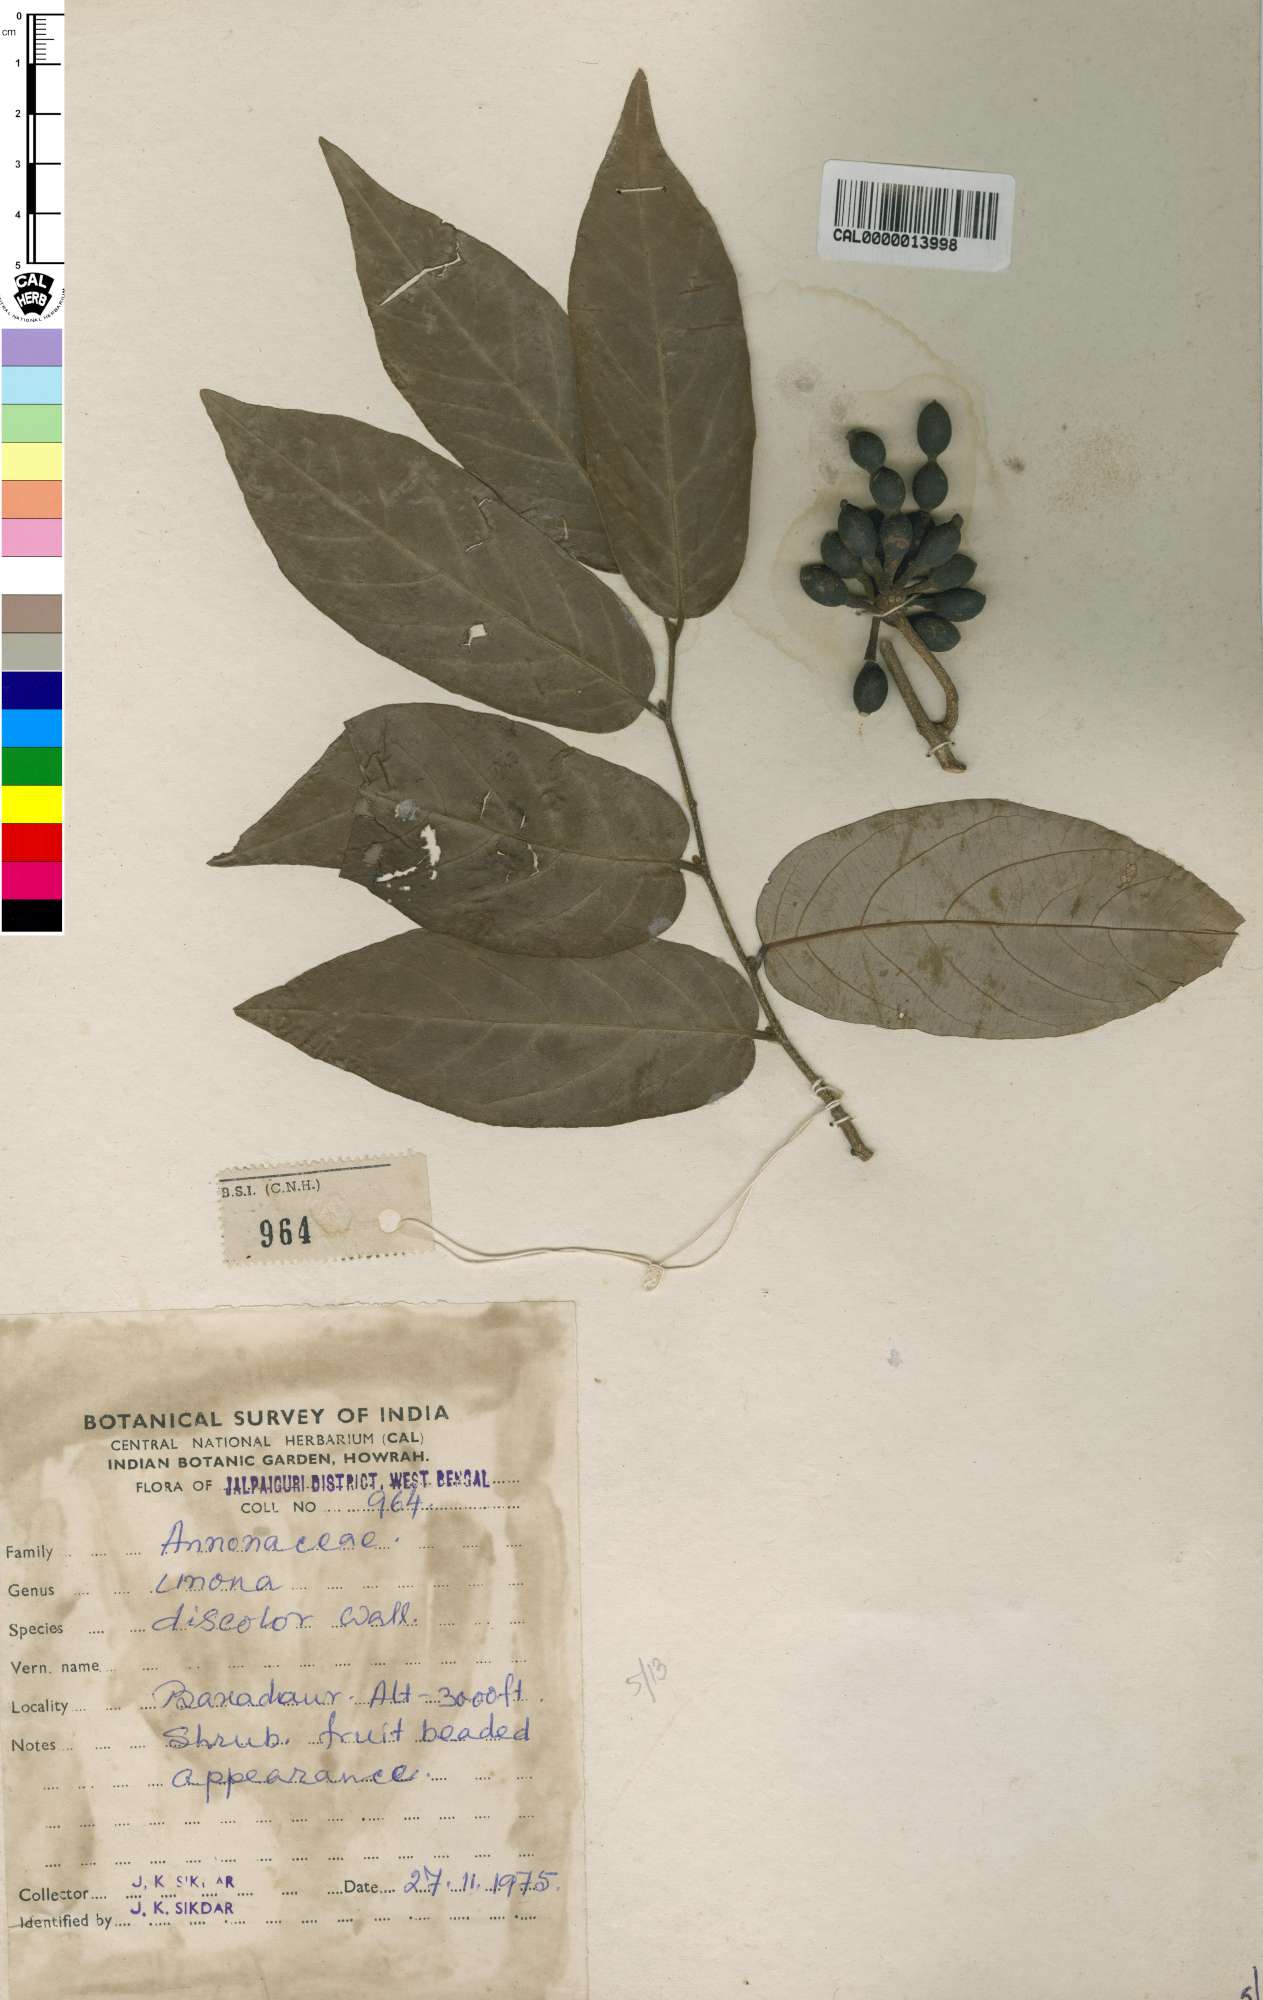 0
cm
1
2
3
4
5
CAL
HERB
CENTRAL NATIONAL HERBARIUM
CAL0000013998
B.S.I. (C.N.H.)
964
BOTANICAL SURVEY OF INDIA
CENTRAL NATIONAL HERBARIUM (CAL)
INDIAN BOTANIC GARDEN, HOWRAH.
FLORA OF JALPAIGURI DISTRICT, WEST BENGAL
COLL NO 964.
Family Annonaceae.
Genus Unona
Species discolor Wall.
Vern. name
Locality Alt-3000ft.
Notes Shrub. fruit beaded
appearance.
Collector J. K. SIKDAR Date 27.11.1975.
Identified by J. K. SIKDAR
5/13